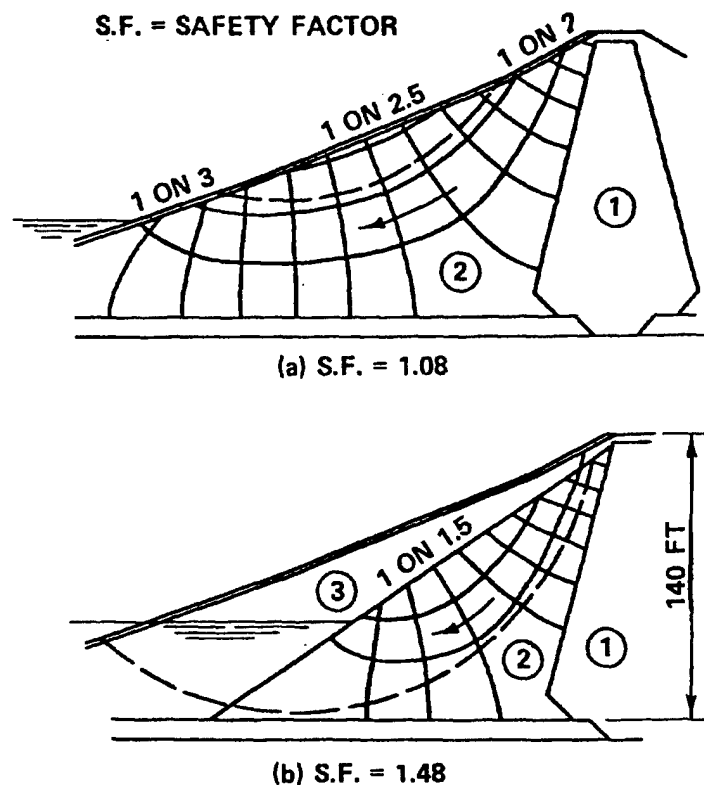 S.F. = SAFETY FACTOR
1 ON 2
1 ON 2.5
1 ON 3
1
2
(a) S.F. = 1.08
1 ON 1.5
3
2
1
140 FT
(b) S.F. = 1.48